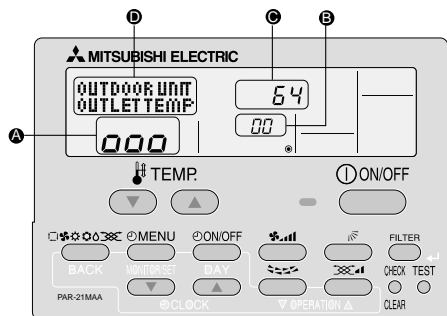 D
C
B
MITSUBISHI ELECTRIC
OUTDOOR UNIT
OUTLET TEMP
64
00
A
000
TEMP.
ON/OFF
MENU
ON/OFF
FILTER
BACK
MONITOR/SET
DAY
CHECK TEST
PAR-21MAA
CLOCK
OPERATION
CLEAR